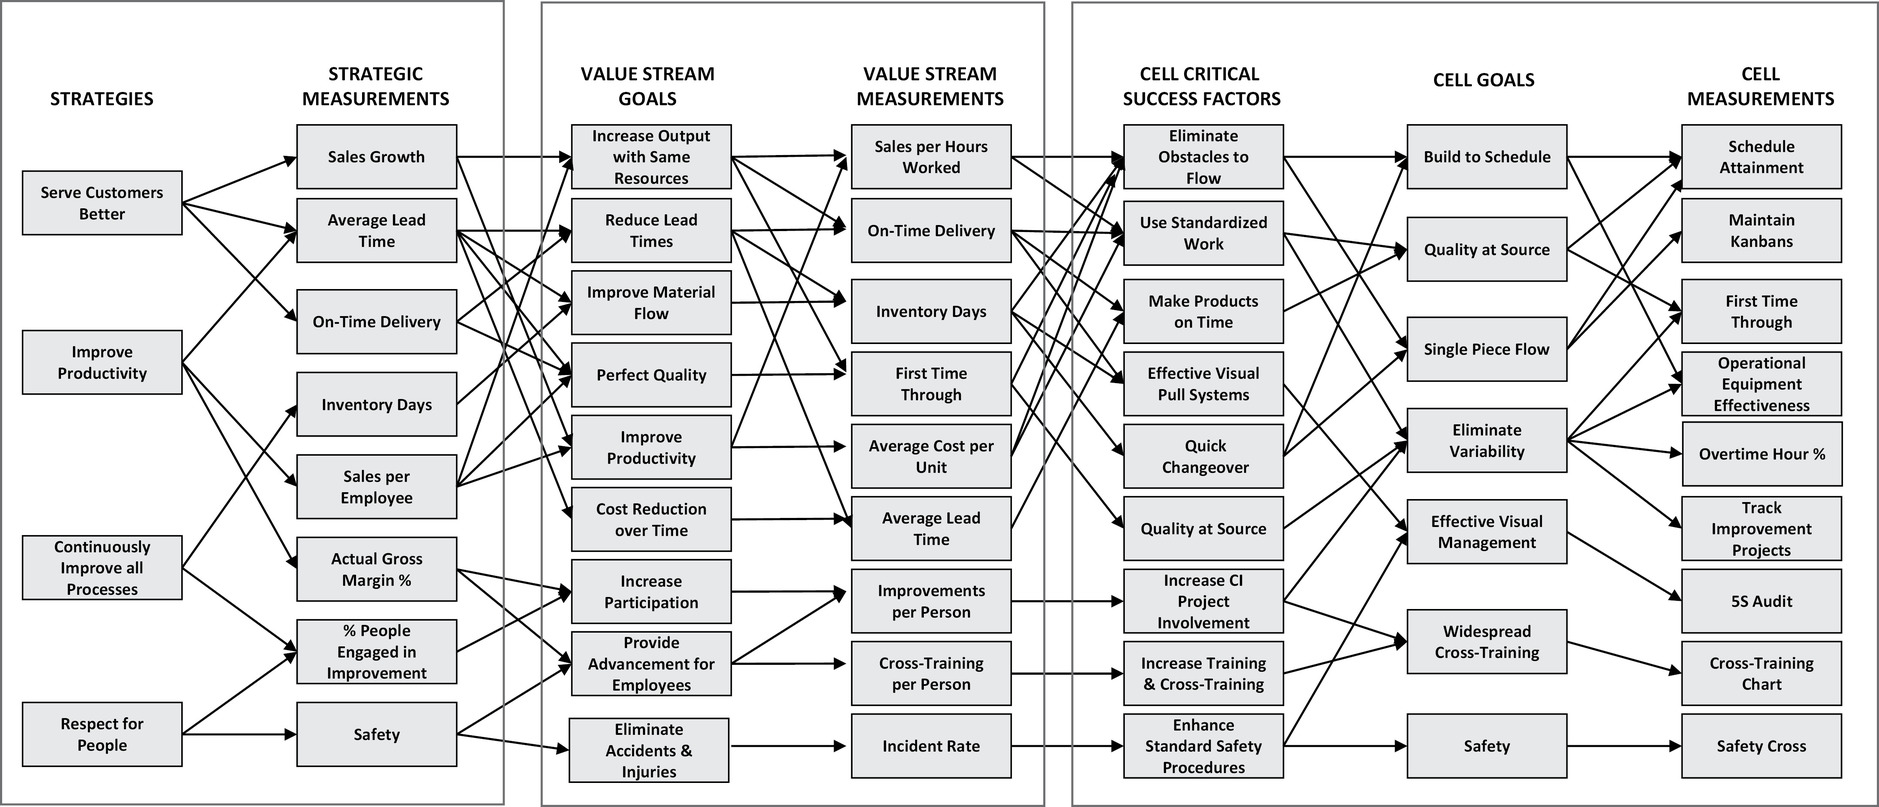 STRATEGIES
STRATEGIC
MEASUREMENTS
VALUE STREAM
GOALS
VALUE STREAM
MEASUREMENTS
CELL CRITICAL
SUCCESS FACTORS
CELL GOALS
CELL
MEASUREMENTS
Serve Customers
Better
Improve
Productivity
Continuously
Improve all
Processes
Respect for
People
Sales Growth
Average Lead
Time
On-Time Delivery
Inventory Days
Sales per
Employee
Actual Gross
Margin %
% People
Engaged in
Improvement
Safety
Increase Output
with Same
Resources
Reduce Lead
Times
Improve Material
Flow
Perfect Quality
Improve
Productivity
Cost Reduction
over Time
Increase
Participation
Provide
Advancement for
Employees
Eliminate
Accidents &
Injuries
Sales per Hours
Worked
On-Time Delivery
Inventory Days
First Time
Through
Average Cost per
Unit
Average Lead
Time
Improvements
per Person
Cross-Training
per Person
Incident Rate
Eliminate
Obstacles to
Flow
Use Standardized
Work
Make Products
on Time
Effective Visual
Pull Systems
Quick
Changeover
Quality at Source
Increase CI
Project
Involvement
Increase Training
& Cross-Training
Enhance
Standard Safety
Procedures
Build to Schedule
Quality at Source
Single Piece Flow
Eliminate
Variability
Effective Visual
Management
Widespread
Cross-Training
Safety
Schedule
Attainment
Maintain
Kanbans
First Time
Through
Operational
Equipment
Effectiveness
Overtime Hour %
Track
Improvement
Projects
5S Audit
Cross-Training
Chart
Safety Cross